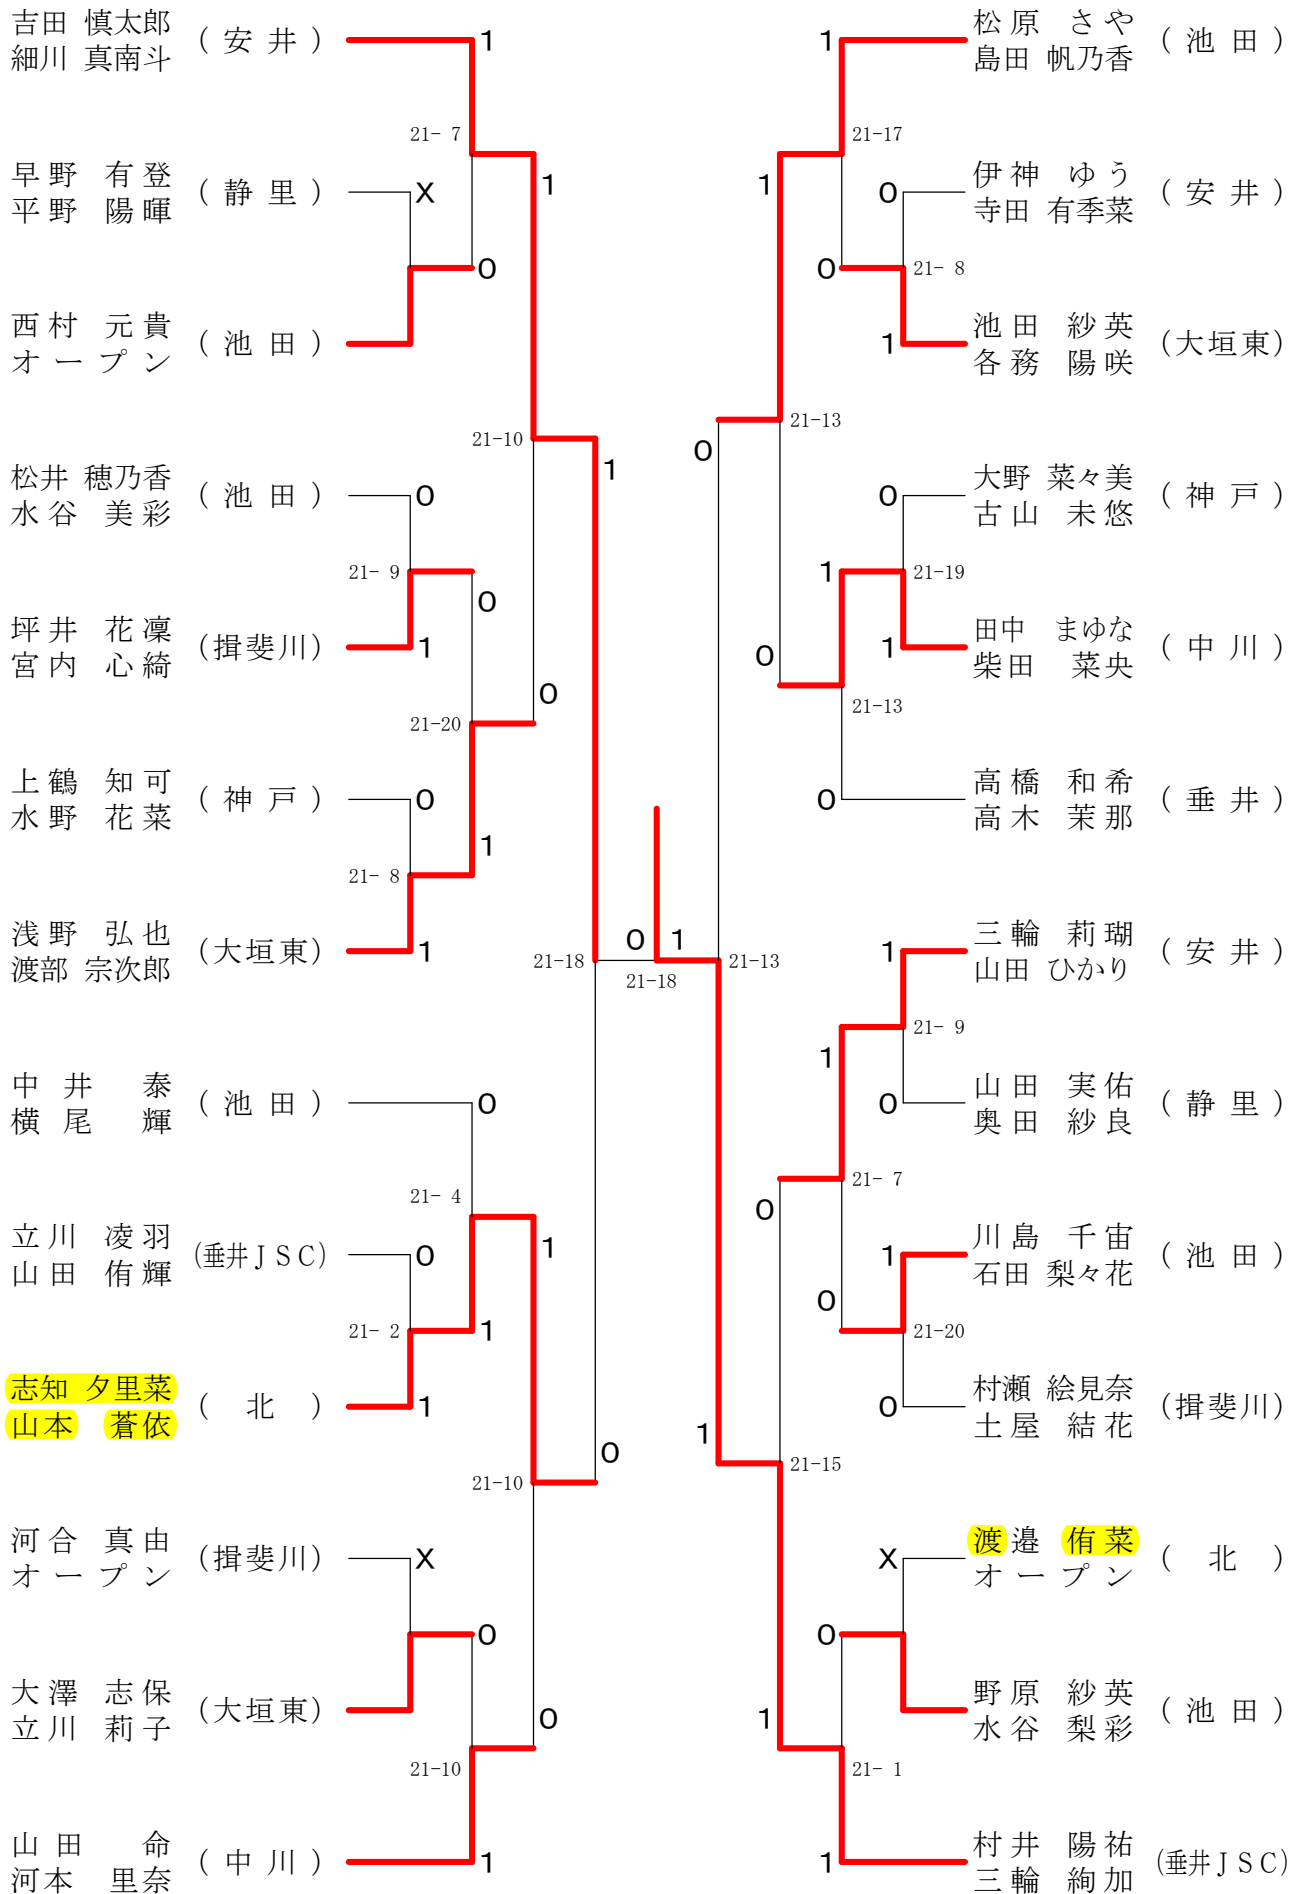 吉田 慎太郎
細川 真南斗
(安井)
1
21- 7
早野 有登
平野 陽暉
(静里)
X
1
0
西村 元貴
オープン
(池田)
21-10
1
松井 穂乃香
水谷 美彩
(池田)
0
21- 9
0
坪井 花凜
宮内 心綺
(揖斐川)
1
0
21-20
上鶴 知可
水野 花菜
(神戸)
0
1
21- 8
浅野 弘也
渡部 宗次郎
(大垣東)
1
21-18
中井 泰
横尾 輝
(池田)
0
21- 4
立川 凌羽
山田 侑輝
(垂井JSC)
0
1
21- 2
1
志知 夕里菜
山本 蒼依
(北)
1
0
21-10
河合 真由
オープン
(揖斐川)
X
0
大澤 志保
立川 莉子
(大垣東)
0
21-10
山田 命
河本 里奈
(中川)
1
0
1
21-18
1
松原 さや
島田 帆乃香
(池田)
21-17
1
0
伊神 ゆう
寺田 有季菜
(安井)
0
21- 8
1
池田 紗英
各務 陽咲
(大垣東)
21-13
0
0
大野 菜々美
古山 未悠
(神戸)
1
21-19
0
1
田中 まゆな
柴田 菜央
(中川)
21-13
0
高橋 和希
高木 茉那
(垂井)
21-13
1
三輪 莉瑚
山田 ひかり
(安井)
21- 9
1
0
山田 実佑
奥田 紗良
(静里)
21- 7
0
1
川島 千宙
石田 梨々花
(池田)
0
21-20
0
村瀬 絵見奈
土屋 結花
(揖斐川)
1
21-15
X
渡邉 侑菜
オープン
(北)
0
野原 紗英
水谷 梨彩
(池田)
1
21- 1
1
村井 陽祐
三輪 絢加
(垂井JSC)